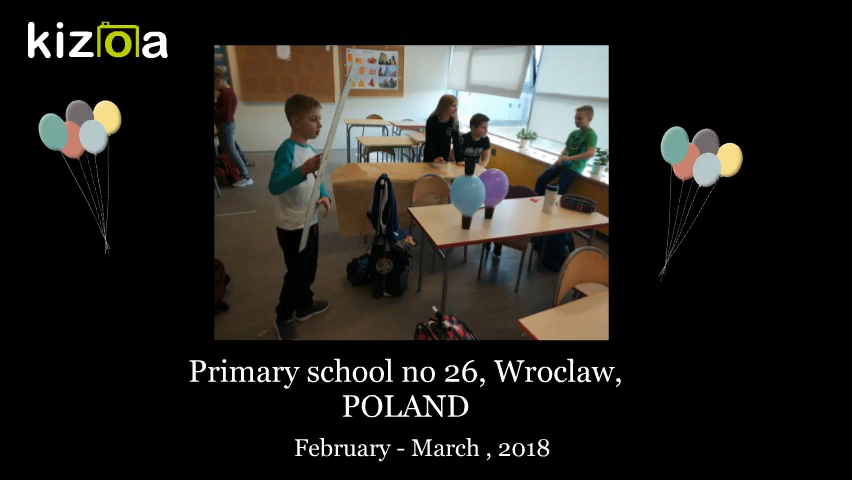 kizoa
Primary school no 26, Wroclaw,
POLAND
February - March , 2018